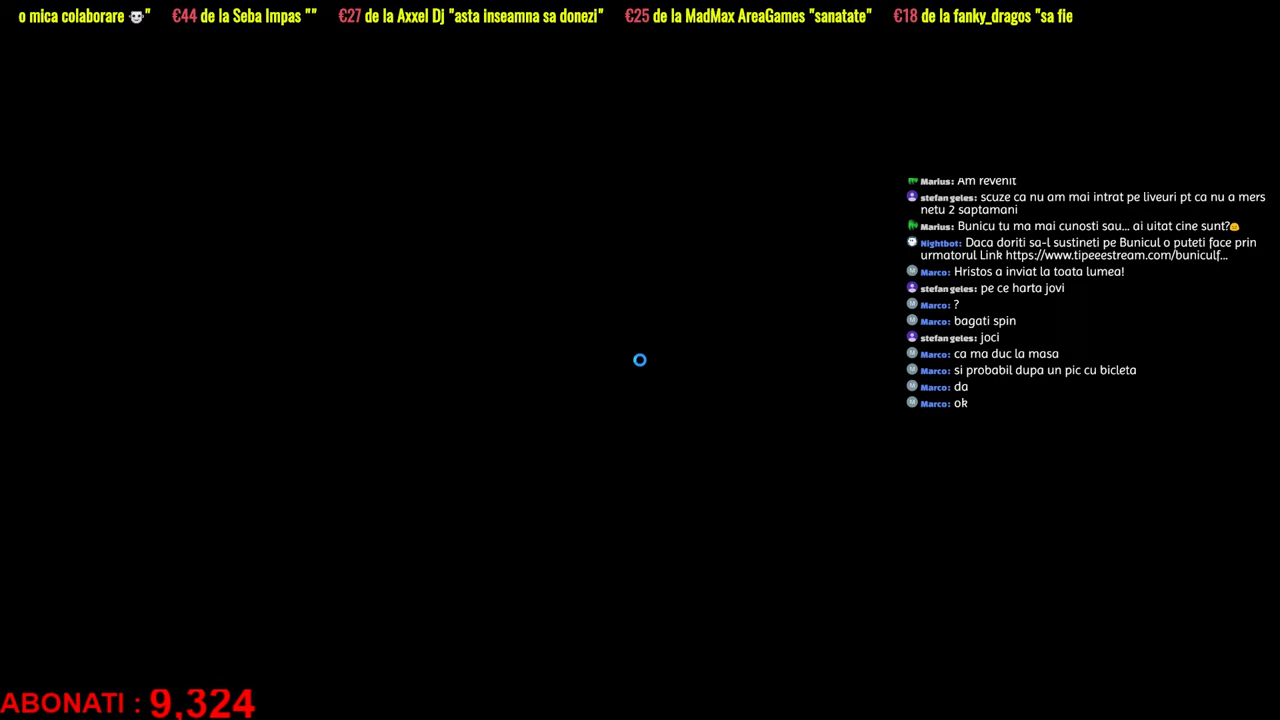 o mica colaborare " €44 de la Seba Impas "" €27 de la Axxel Dj "asta inseamna sa donezi" €25 de la MadMax AreaGames "sanatate" €18 de la fanky_dragos "sa fie
Marius: Am revenit
stefan geles: scuze ca nu am mai intrat pe liveuri pt ca nu a mers
netu 2 saptamani
Marius: Bunicu tu ma mai cunosti sau... ai uitat cine sunt?
Nightbot: Daca doriti sa-l sustineti pe Bunicul o puteti face prin
urmatorul Link https://www.tipeeestream.com/buniculf...
M Marco: Hristos a inviat la toata lumea!
stefan geles: pe ce harta jovi
M Marco: ?
M Marco: bagati spin
stefan geles: joci
M Marco: ca ma duc la masa
M Marco: si probabil dupa un pic cu bicleta
M Marco: da
M Marco: ok
ABONATI : 9,324